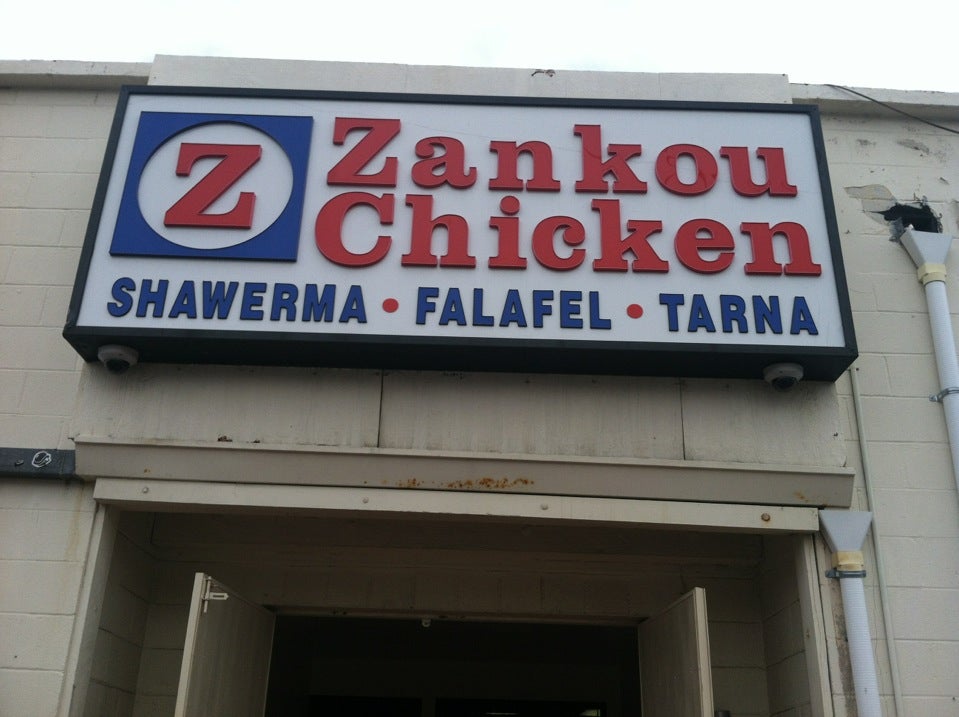 Z
Zankou
Chicken
SHAWERMA • FALAFEL • TARNA